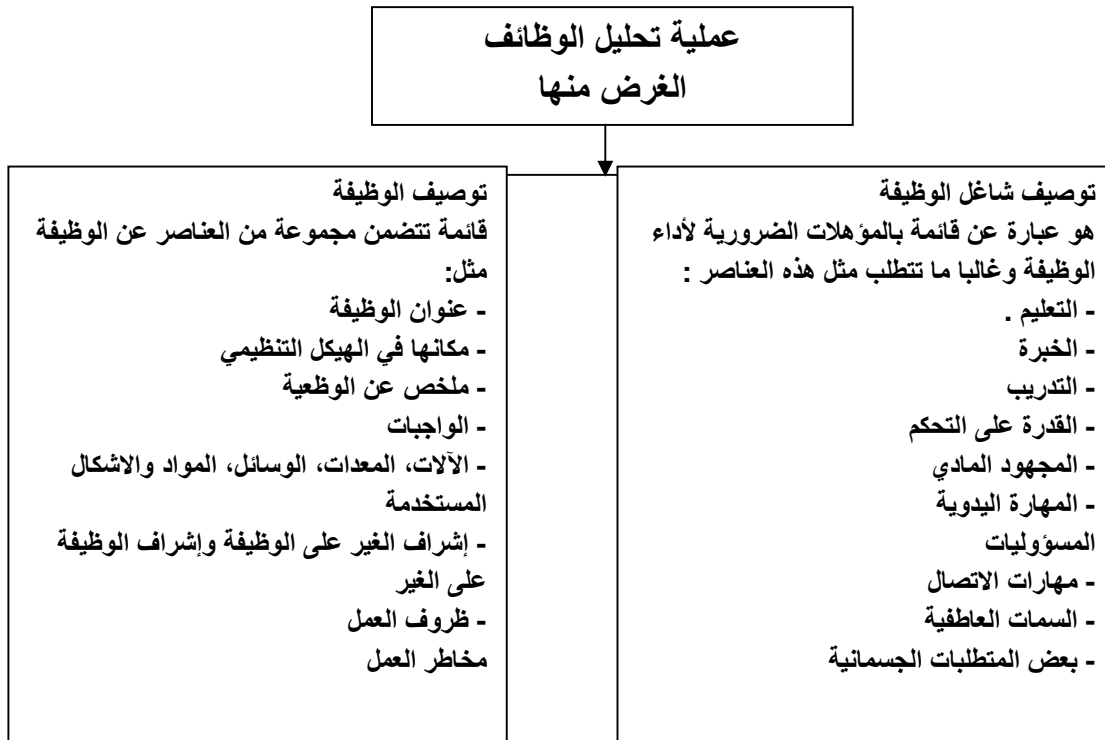 عملية تحليل الوظائف
الغرض منها
توصيف شاغل الوظيفة
هو عبارة عن قائمة بالمؤهلات الضرورية لأداء
الوظيفة وغالبا ما تتطلب مثل هذه العناصر :
- التعليم .
- الخبرة
- التدريب
- القدرة على التحكم
- المجهود المادي
- المهارة اليدوية
المسؤوليات
- مهارات الاتصال
- السمات العاطفية
- بعض المتطلبات الجسمانية
توصيف الوظيفة
قائمة تتضمن مجموعة من العناصر عن الوظيفة
مثل:
- عنوان الوظيفة
- مكانها في الهيكل التنظيمي
- ملخص عن الوظعية
- الواجبات
- الآلات، المعدات، الوسائل، المواد والاشكال
المستخدمة
- إشراف الغير على الوظيفة وإشراف الوظيفة
على الغير
- ظروف العمل
مخاطر العمل